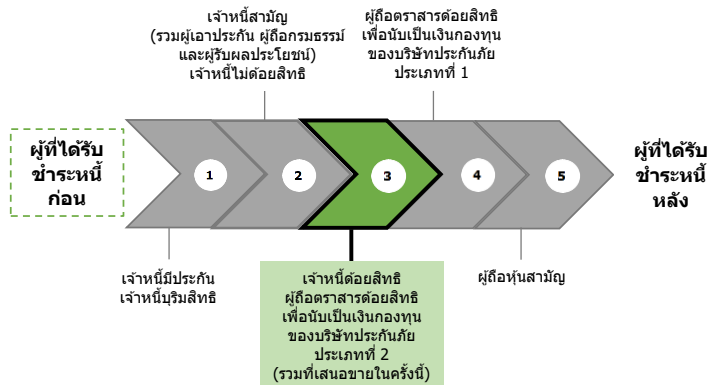 เจ้าหนี้สามัญ
(รวมผู้เอาประกัน ผู้ถือกรมธรรม์
และผู้รับผลประโยชน์)
เจ้าหนี้ไม่ด้อยสิทธิ
ผู้ถือตราสารด้อยสิทธิ
เพื่อนับเป็นเงินกองทุน
ของบริษัทประกันภัย
ประเภทที่ 1
ผู้ที่ได้รับ
ชำระหนี้
ก่อน
1
2
3
4
5
ผู้ที่ได้รับ
ชำระหนี้
หลัง
เจ้าหนี้มีประกัน
เจ้าหนี้บุริมสิทธิ
เจ้าหนี้ด้อยสิทธิ
ผู้ถือตราสารด้อยสิทธิ
เพื่อนับเป็นเงินกองทุน
ของบริษัทประกันภัย
ประเภทที่ 2
(รวมที่เสนอขายในครั้งนี้)
ผู้ถือหุ้นสามัญ